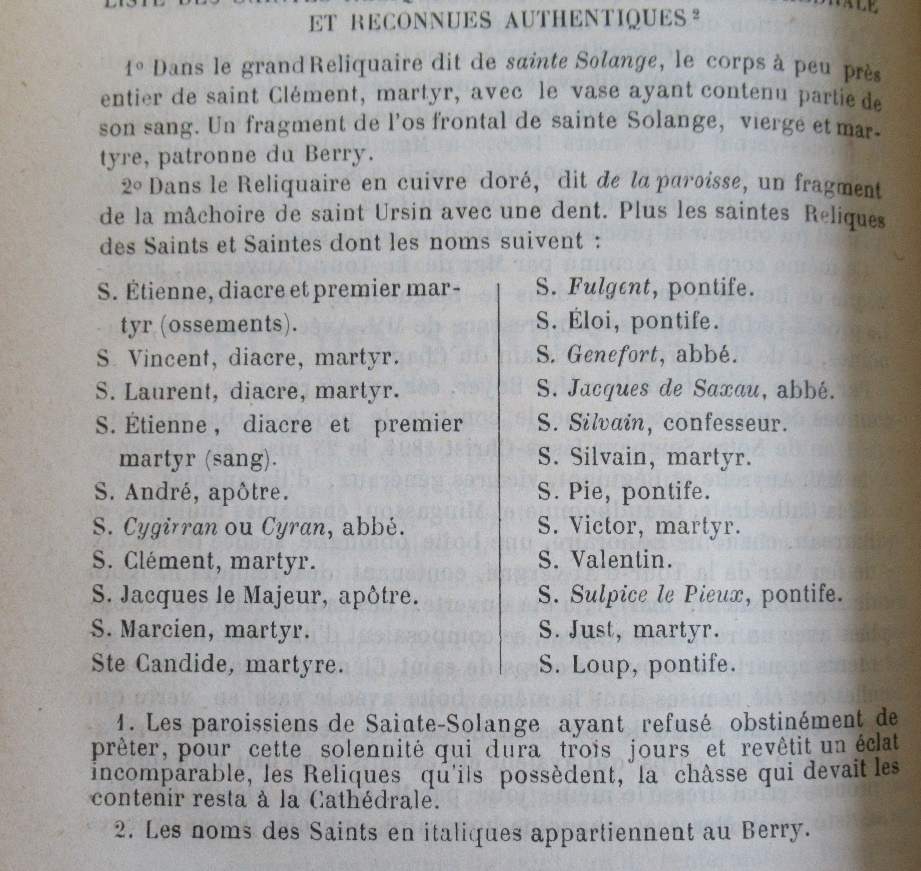 LISTE DES SAINTES RELIQUES
ET RECONNUES AUTHENTIQUES²
1º Dans le grand Reliquaire dit de sainte Solange, le corps à peu près
entier de saint Clément, martyr, avec le vase ayant contenu partie de
son sang. Un fragment de l'os frontal de sainte Solange, vierge et mar-
tyre, patronne du Berry.
2º Dans le Reliquaire en cuivre doré, dit de la paroisse, un fragment
de la mâchoire de saint Ursin avec une dent. Plus les saintes Reliques
des Saints et Saintes dont les noms suivent :
S. Étienne, diacre et premier mar-
tyr (ossements).
S. Vincent, diacre, martyr.
S. Laurent, diacre, martyr.
S. Étienne, diacre et premier
martyr (sang).
S. André, apôtre.
S. Cygirran ou Cyran, abbé.
S. Clément, martyr.
S. Jacques le Majeur, apôtre.
S. Marcien, martyr.
Ste Candide, martyre.
S. Fulgent, pontife.
S. Éloi, pontife.
S. Genefort, abbé.
S. Jacques de Saxau, abbé.
S. Silvain, confesseur.
S. Silvain, martyr.
S. Pie, pontife.
S. Victor, martyr.
S. Valentin.
S. Sulpice le Pieux, pontife.
S. Just, martyr.
S. Loup, pontife.
1. Les paroissiens de Sainte-Solange ayant refusé obstinément de
prêter, pour cette solennité qui dura trois jours et revêtit un éclat
incomparable, les Reliques qu'ils possèdent, la châsse qui devait les
contenir resta à la Cathédrale.
2. Les noms des Saints en italiques appartiennent au Berry.